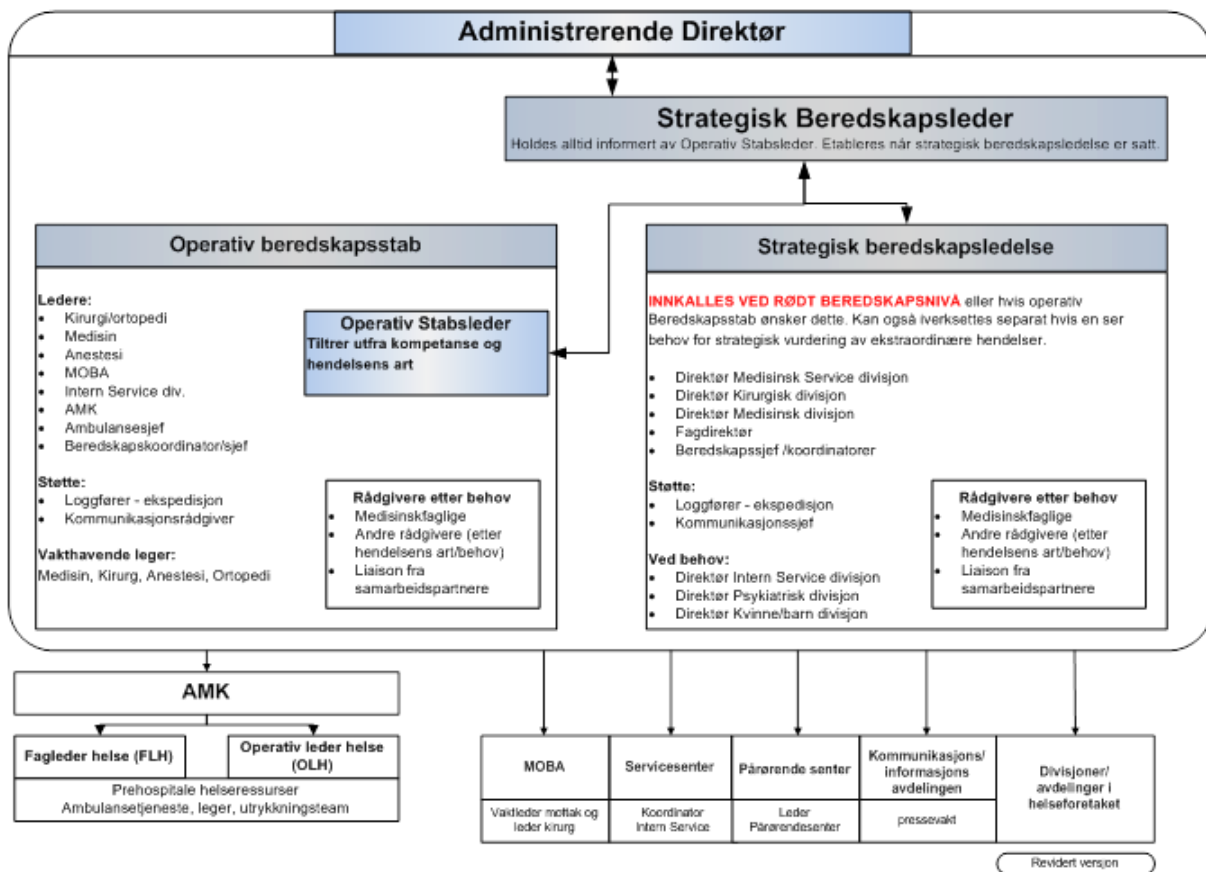 Administrerende Direktør
Strategisk Beredskapsleder
Holdes alltid informert av Operativ Stabsleder. Etableres når strategisk beredskapsledelse er satt.
Operativ beredskapsstab
Ledere:
• Kirurgi/ortopedi
• Medisin
• Anestesi
• MOBA
• Intern Service div.
• AMK
• Ambulansesjef
• Beredskapskoordinator/sjef
Støtte:
• Loggfører - ekspedisjon
• Kommunikasjonsrådgiver
Vakthavende leger:
Medisin, Kirurg, Anestesi, Ortopedi
Operativ Stabsleder
Tiltrer utfra kompetanse og
hendelsens art
Rådgivere etter behov
• Medisinskfaglige
• Andre rådgivere (etter
hendelsens art/behov)
• Liaison fra
samarbeidspartnere
Strategisk beredskapsledelse
INNKALLES VED RØDT BEREDSKAPSNIVÅ eller hvis operativ
Beredskapsstab ønsker dette. Kan også iverksettes separat hvis en ser
behov for strategisk vurdering av ekstraordinære hendelser.
• Direktør Medisinsk Service divisjon
• Direktør Kirurgisk divisjon
• Direktør Medisinsk divisjon
• Fagdirektør
• Beredskapssjef /koordinatorer
Støtte:
• Loggfører - ekspedisjon
• Kommunikasjonssjef
Ved behov:
• Direktør Intern Service divisjon
• Direktør Psykiatrisk divisjon
• Direktør Kvinne/barn divisjon
Rådgivere etter behov
• Medisinskfaglige
• Andre rådgivere (etter
hendelsens art/behov)
• Liaison fra
samarbeidspartnere
AMK
Fagleder helse (FLH)
Operativ leder helse
(OLH)
Prehospitale helseressurser
Ambulansetjeneste, leger, utrykkningsteam
MOBA
Vaktleder mottak og
leder kirurg
Servicesenter
Koordinator
Intern Service
Pårørende senter
Leder
Pårørendesenter
Kommunikasjons/
informasjons
avdelingen
pressevakt
Divisjoner/
avdelinger i
helseforetaket
Revidert versjon